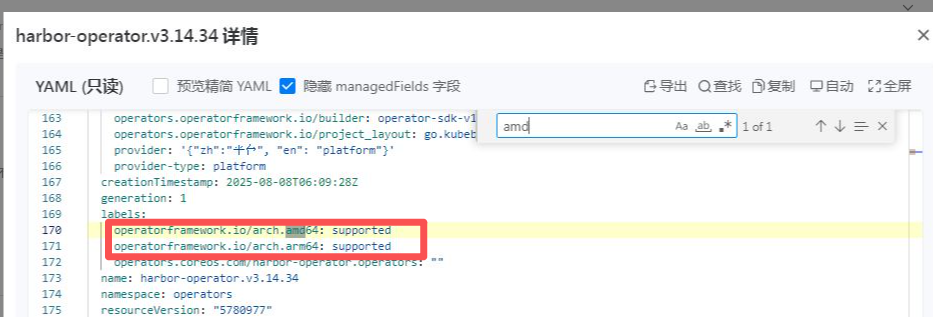 harbor-operator.v3.14.34 详情
YAML (只读) 预览精简 YAML 隐藏 managedFields 字段 导出 查找 复制 自动 全屏
amd Aa ab 1 of 1
163 operators.operatorframework.io/builder: operator-sdk-v1
164 operators.operatorframework.io/project_layout: go.kubeb
165 provider: '{"zh":"平台", "en": "platform"}'
166 provider-type: platform
167 creationTimestamp: 2025-08-08T06:09:28Z
168 generation: 1
169 labels:
170 operatorframework.io/arch.amd64: supported
171 operatorframework.io/arch.arm64: supported
172 operators.coreos.com/harbor-operator.operators: ""
173 name: harbor-operator.v3.14.34
174 namespace: operators
175 resourceVersion: "5780977"